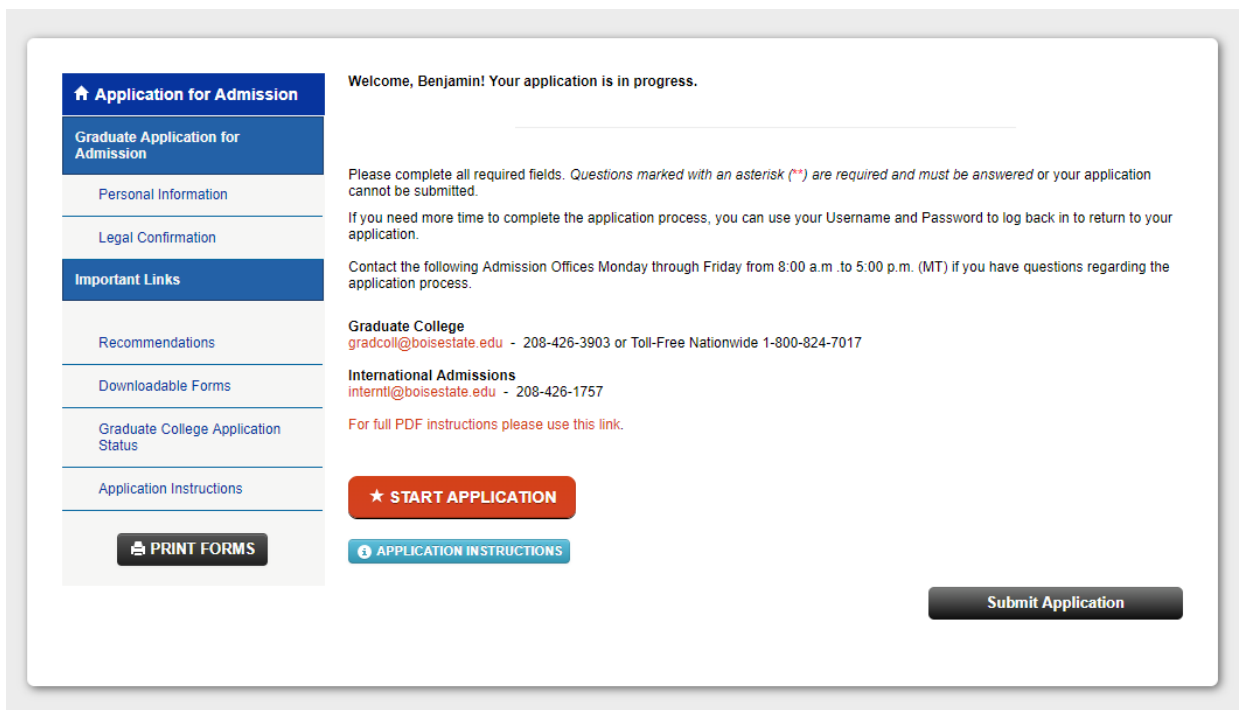 Application for Admission
Graduate Application for
Admission
Personal Information
Legal Confirmation
Important Links
Recommendations
Downloadable Forms
Graduate College Application
Status
Application Instructions
PRINT FORMS
Welcome, Benjamin! Your application is in progress.
Please complete all required fields. Questions marked with an asterisk (**) are required and must be answered or your application
cannot be submitted.
If you need more time to complete the application process, you can use your Username and Password to log back in to return to your
application.
Contact the following Admission Offices Monday through Friday from 8:00 a.m .to 5:00 p.m. (MT) if you have questions regarding the
application process.
Graduate College
gradcoll@boisestate.edu - 208-426-3903 or Toll-Free Nationwide 1-800-824-7017
International Admissions
interntl@boisestate.edu - 208-426-1757
For full PDF instructions please use this link.
START APPLICATION
APPLICATION INSTRUCTIONS
Submit Application